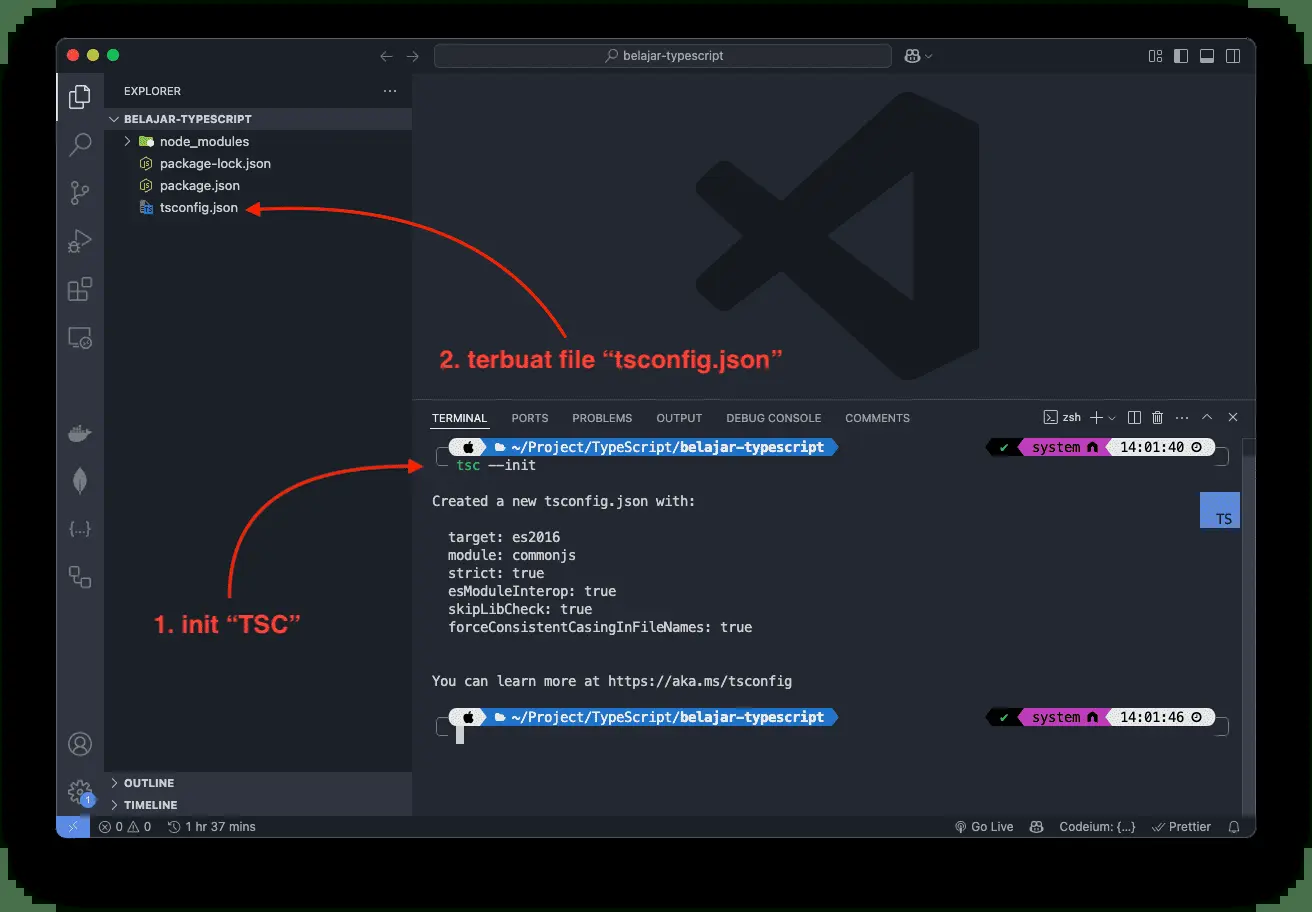 belajar-typescript
EXPLORER
BELAJAR-TYPESCRIPT
node_modules
package-lock.json
package.json
tsconfig.json
2. terbuat file “tsconfig.json”
1. init “TSC”
TERMINAL PORTS PROBLEMS OUTPUT DEBUG CONSOLE COMMENTS zsh
~/Project/TypeScript/belajar-typescript system 14:01:40
tsc --init
Created a new tsconfig.json with:
TS
target: es2016
module: commonjs
strict: true
esModuleInterop: true
skipLibCheck: true
forceConsistentCasingInFileNames: true
You can learn more at https://aka.ms/tsconfig
~/Project/TypeScript/belajar-typescript system 14:01:46
OUTLINE
TIMELINE
1
0 0 1 hr 37 mins Go Live Codeium: {...} Prettier